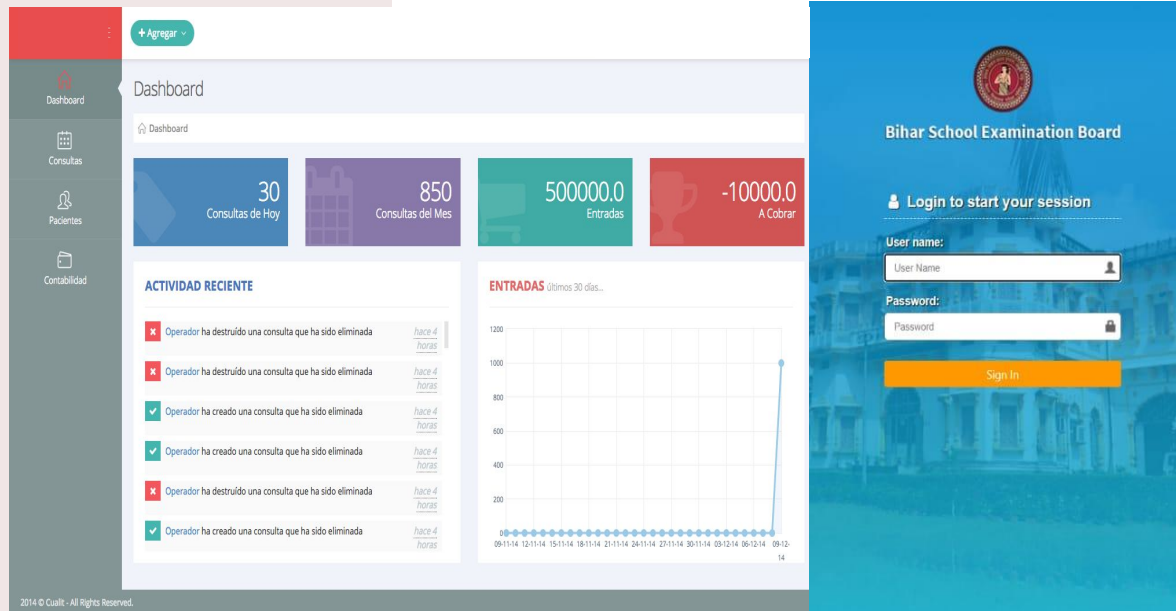 + Agregar
Dashboard
Consultas
Pacientes
Contabilidad
Dashboard
Dashboard
30
Consultas de Hoy
850
Consultas del Mes
500000.0
Entradas
-10000.0
A Cobrar
ACTIVIDAD RECIENTE
Operador ha destruído una consulta que ha sido eliminada hace 4
horas
Operador ha destruído una consulta que ha sido eliminada hace 4
horas
Operador ha creado una consulta que ha sido eliminada hace 4
horas
Operador ha creado una consulta que ha sido eliminada hace 4
horas
Operador ha destruído una consulta que ha sido eliminada hace 4
horas
Operador ha creado una consulta que ha sido eliminada hace 4
horas
ENTRADAS últimos 30 días...
1200
1000
800
600
400
200
0
09-11-14 12-11-14 15-11-14 18-11-14 21-11-14 24-11-14 27-11-14 30-11-14 03-12-14 06-12-14 09-12-
14
2014 © Cualit - All Rights Reserved.
Bihar School Examination Board
Login to start your session
User name:
User Name
Password:
Password
Sign In